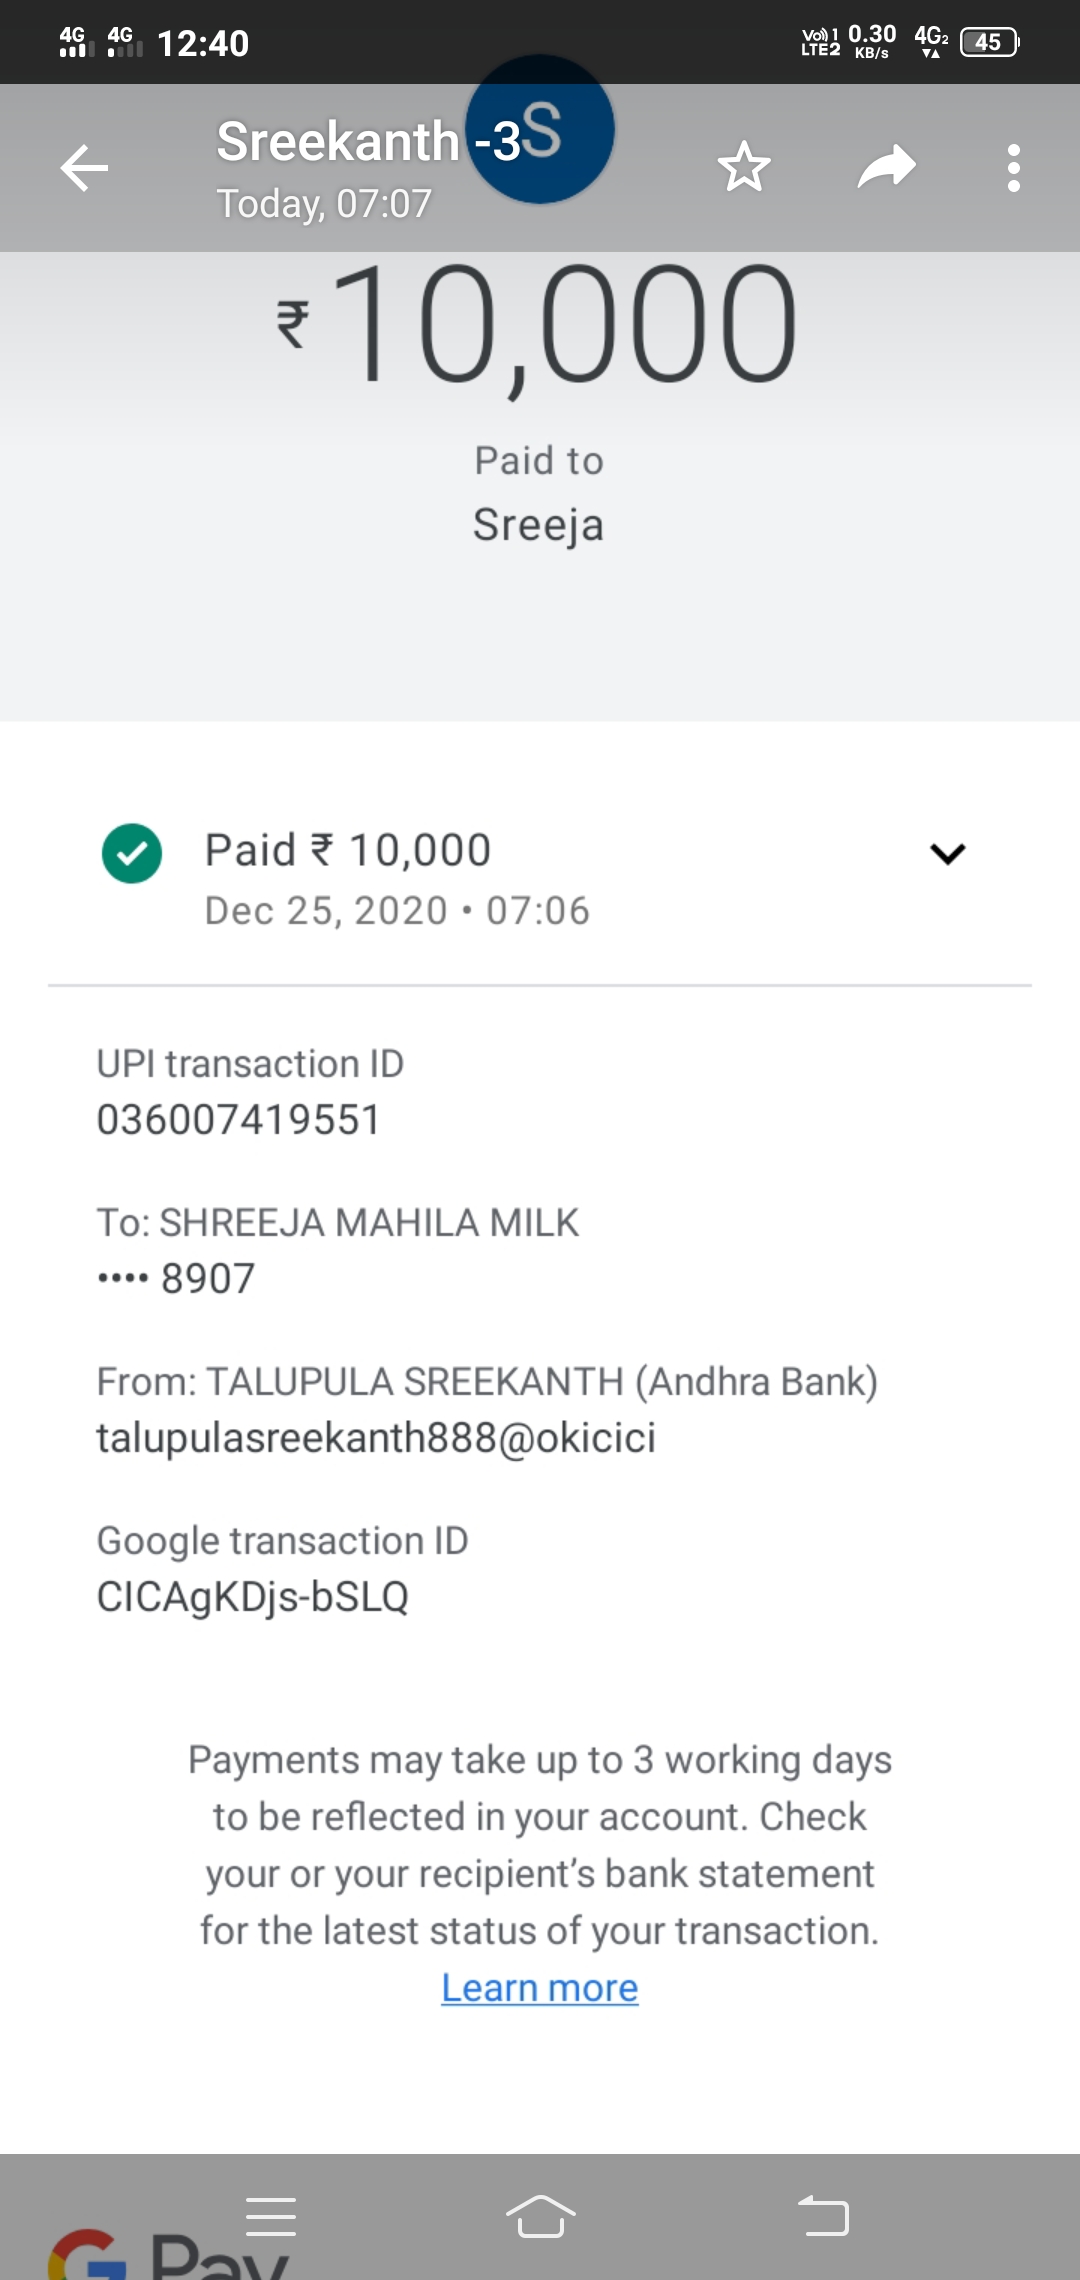 4G 4G 12:40 Vo)) 1 LTE2 0.30 KB/s 4G2 45
Sreekanth -3 S
Today, 07:07
₹10,000
Paid to
Sreeja
Paid ₹ 10,000
Dec 25, 2020 • 07:06
UPI transaction ID
036007419551
To: SHREEJA MAHILA MILK
•••• 8907
From: TALUPULA SREEKANTH (Andhra Bank)
talupulasreekanth888@okicici
Google transaction ID
CICAgKDjs-bSLQ
Payments may take up to 3 working days
to be reflected in your account. Check
your or your recipient’s bank statement
for the latest status of your transaction.
Learn more
G Pay